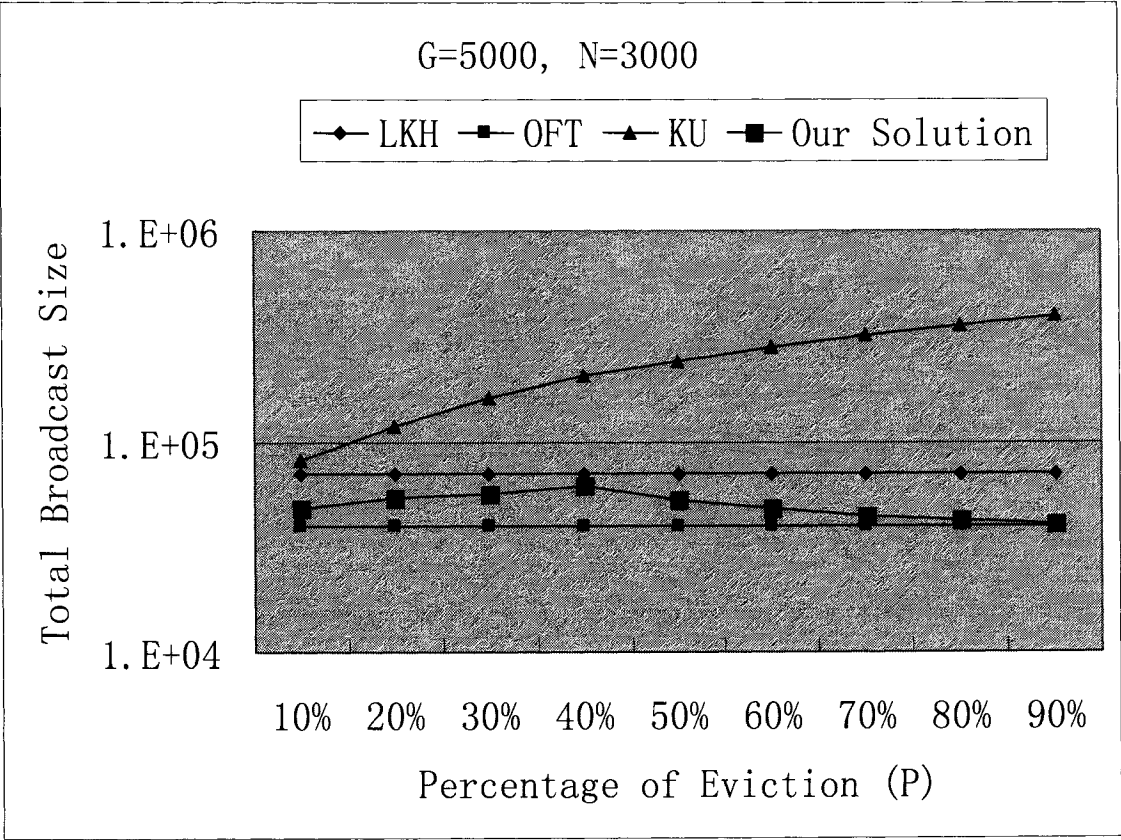 G=5000, N=3000
LKH OFT KU Our Solution
Total Broadcast Size
1.E+06
1.E+05
1.E+04
10% 20% 30% 40% 50% 60% 70% 80% 90%
Percentage of Eviction (P)